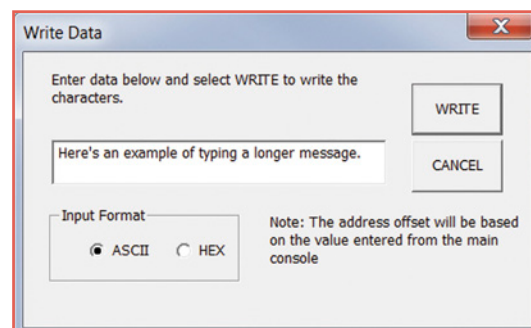 Write Data
X
Enter data below and select WRITE to write the
characters.
WRITE
Here's an example of typing a longer message.
CANCEL
Input Format
ASCII
HEX
Note: The address offset will be based
on the value entered from the main
console